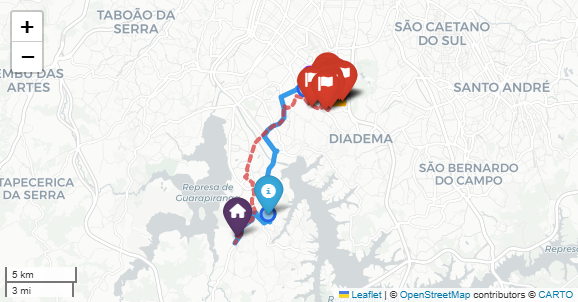 +
−
TABOÃO DA
SERRA
SÃO CAETANO
DO SUL
EMBU DAS
ARTES
SANTO ANDRÉ
DIADEMA
SÃO BERNARDO
DO CAMPO
TAPECERICA
DA SERRA
Represa de
Guarapiranga
i
5 km
3 mi
Leaflet | © OpenStreetMap contributors © CARTO